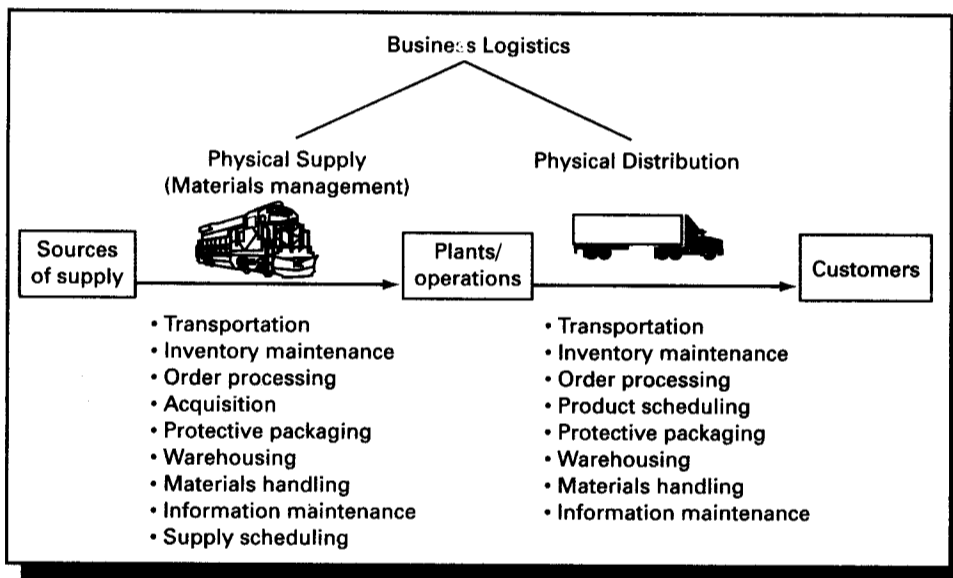 Business Logistics
Physical Supply
(Materials management)
Physical Distribution
Sources
of supply
Plants/
operations
Customers
• Transportation
• Inventory maintenance
• Order processing
• Acquisition
• Protective packaging
• Warehousing
• Materials handling
• Information maintenance
• Supply scheduling
• Transportation
• Inventory maintenance
• Order processing
• Product scheduling
• Protective packaging
• Warehousing
• Materials handling
• Information maintenance